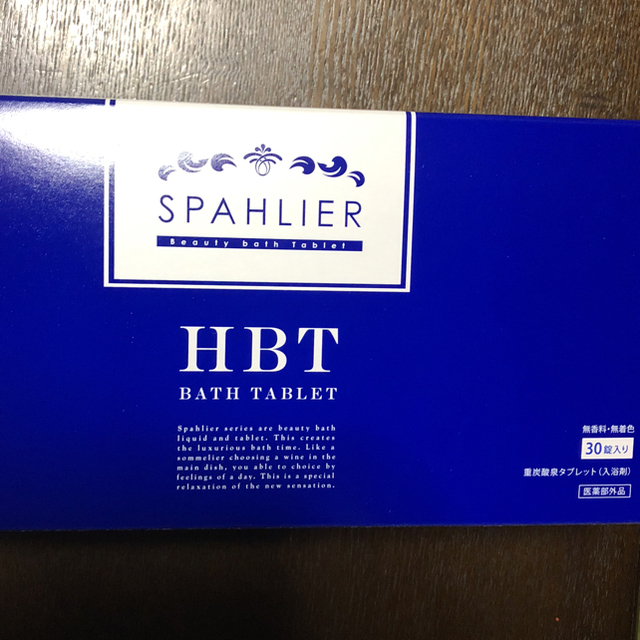 SPAHLIER
Beauty bath Tablet
HBT
BATH TABLET
Spahlier series are beauty bath
liquid and tablet. This creates
the luxurious bath time. Like a
sommelier choosing a wine in the
main dish, you able to choice by
feelings of a day. This is a special
relaxation of the new sensation.
無香料・無着色
30錠入り
重炭酸泉タブレット(入浴剤)
医薬部外品